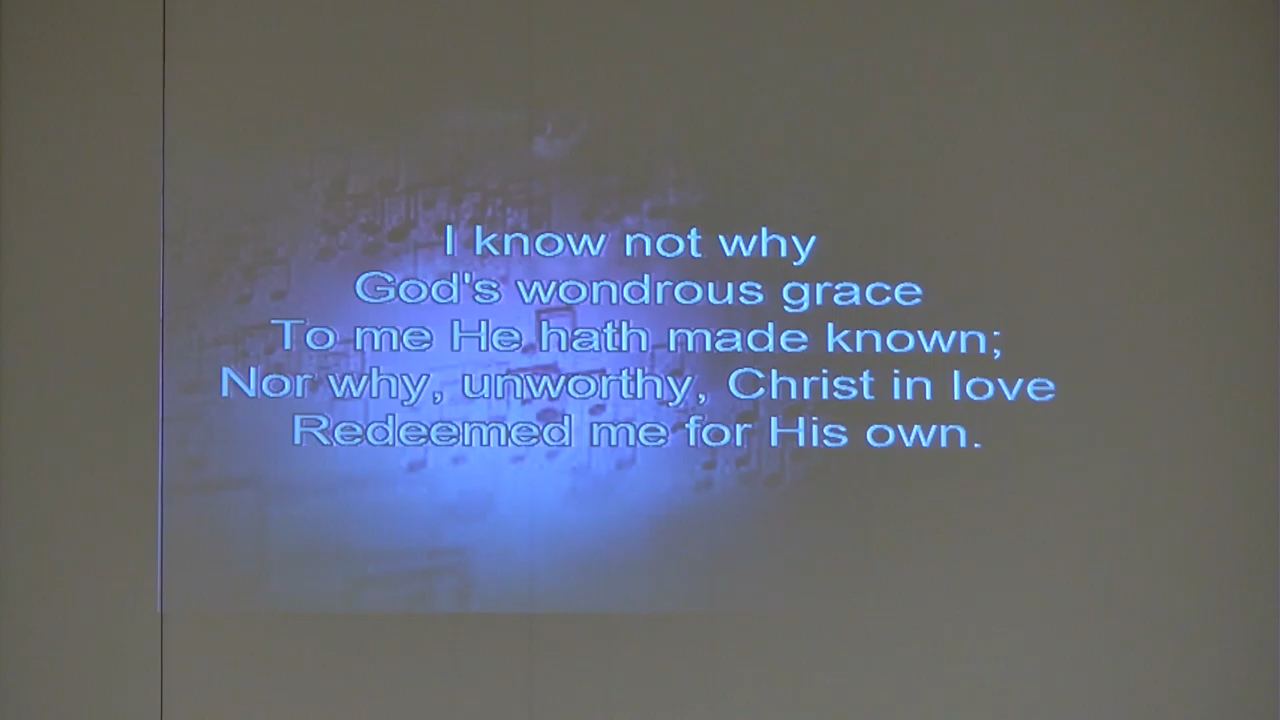 I know not why
God's wondrous grace
To me He hath made known;
Nor why, unworthy, Christ in love
Redeemed me for His own.